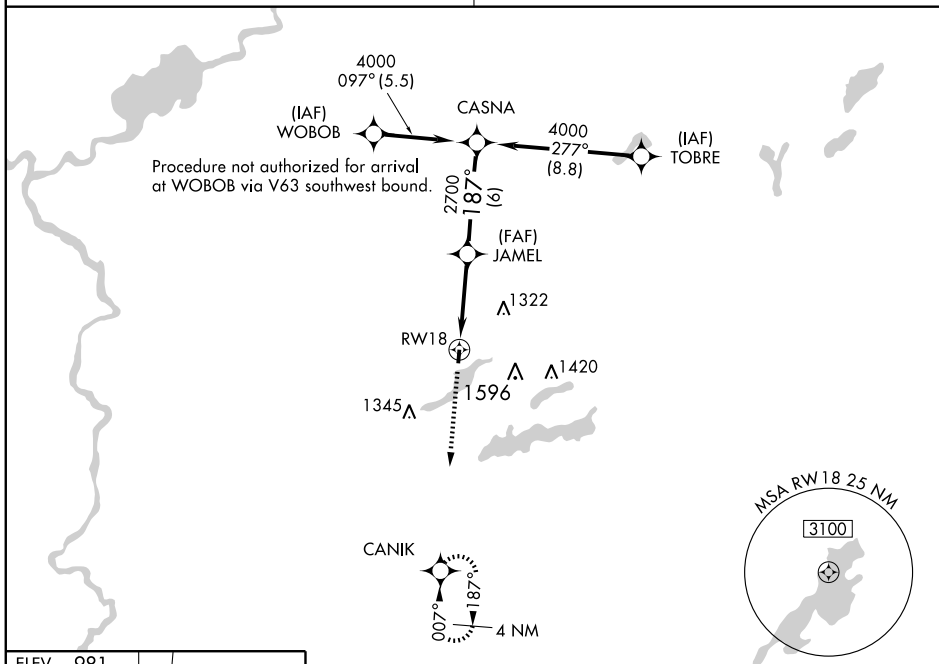 4000
097° (5.5)
(IAF)
WOBOB
CASNA
4000
277°
(8.8)
(IAF)
TOBRE
Procedure not authorized for arrival
at WOBOB via V63 southwest bound.
2700
187°
(6)
(FAF)
JAMEL
1322
RW18
1420
1596
1345
MSA RW18 25 NM
3100
CANIK
007°
187°
4 NM
ELEV 981